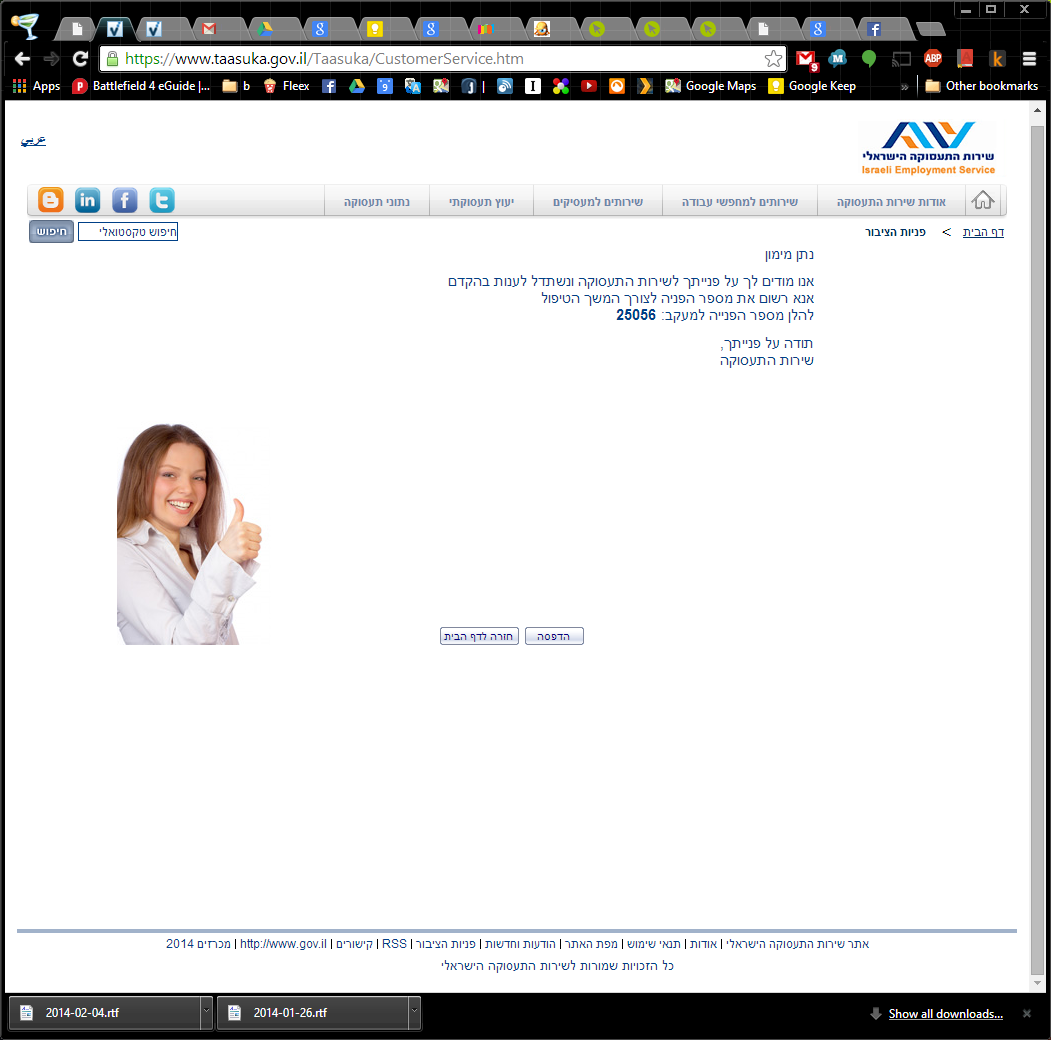 https://www.taasuka.gov.il/Taasuka/CustomerService.htm
9
ABP
Apps
Battlefield 4 eGuide |...
b
Fleex
9
|
Google Maps
Google Keep
»
Other bookmarks
عربي
שירות התעסוקה הישראלי
Israeli Employment Service
אודות שירות התעסוקה
שירותים למחפשי עבודה
שירותים למעסיקים
יעוץ תעסוקתי
נתוני תעסוקה
דף הבית > פניות הציבור
חיפוש טקסטואלי
חיפוש
נתן מימון
אנו מודים לך על פנייתך לשירות התעסוקה ונשתדל לענות בהקדם
אנא רשום את מספר הפניה לצורך המשך הטיפול
להלן מספר הפנייה למעקב: 25056
תודה על פנייתך,
שירות התעסוקה
הדפסה
חזרה לדף הבית
אתר שירות התעסוקה הישראלי | אודות | תנאי שימוש | מפת האתר | הודעות וחדשות | פניות הציבור | RSS | קישורים | http://www.gov.il | מכרזים 2014
כל הזכויות שמורות לשירות התעסוקה הישראלי
2014-02-04.rtf
2014-01-26.rtf
Show all downloads...